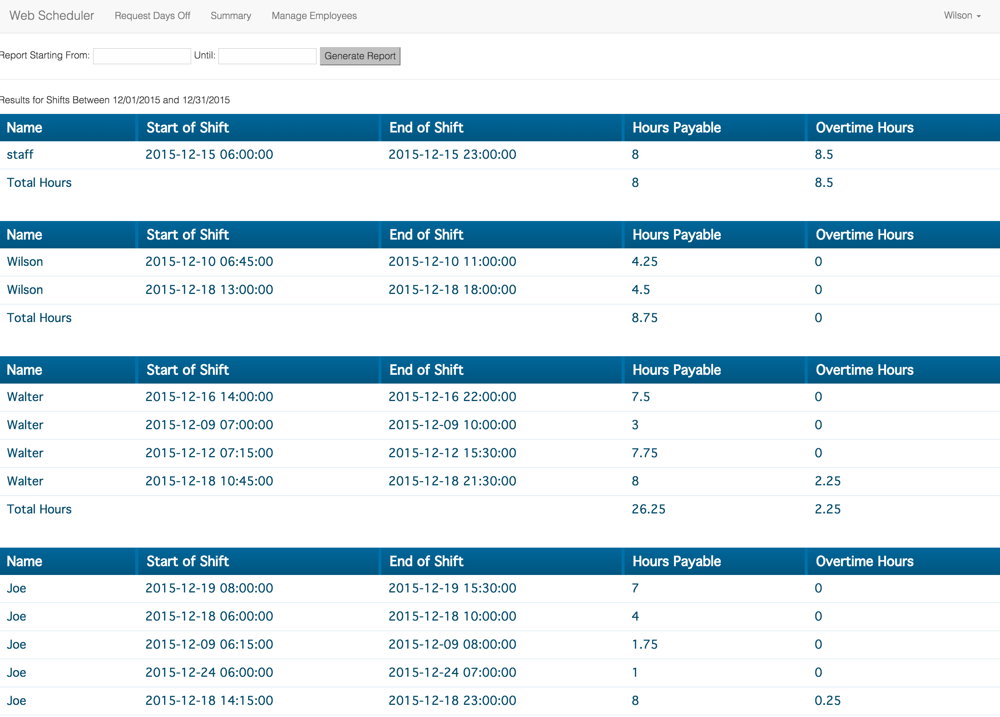 Web Scheduler Request Days Off Summary Manage Employees Wilson
Report Starting From: Until: Generate Report
Results for Shifts Between 12/01/2015 and 12/31/2015
Name Start of Shift End of Shift Hours Payable Overtime Hours
staff 2015-12-15 06:00:00 2015-12-15 23:00:00 8 8.5
Total Hours 8 8.5
Name Start of Shift End of Shift Hours Payable Overtime Hours
Wilson 2015-12-10 06:45:00 2015-12-10 11:00:00 4.25 0
Wilson 2015-12-18 13:00:00 2015-12-18 18:00:00 4.5 0
Total Hours 8.75 0
Name Start of Shift End of Shift Hours Payable Overtime Hours
Walter 2015-12-16 14:00:00 2015-12-16 22:00:00 7.5 0
Walter 2015-12-09 07:00:00 2015-12-09 10:00:00 3 0
Walter 2015-12-12 07:15:00 2015-12-12 15:30:00 7.75 0
Walter 2015-12-18 10:45:00 2015-12-18 21:30:00 8 2.25
Total Hours 26.25 2.25
Name Start of Shift End of Shift Hours Payable Overtime Hours
Joe 2015-12-19 08:00:00 2015-12-19 15:30:00 7 0
Joe 2015-12-18 06:00:00 2015-12-18 10:00:00 4 0
Joe 2015-12-09 06:15:00 2015-12-09 08:00:00 1.75 0
Joe 2015-12-24 06:00:00 2015-12-24 07:00:00 1 0
Joe 2015-12-18 14:15:00 2015-12-18 23:00:00 8 0.25